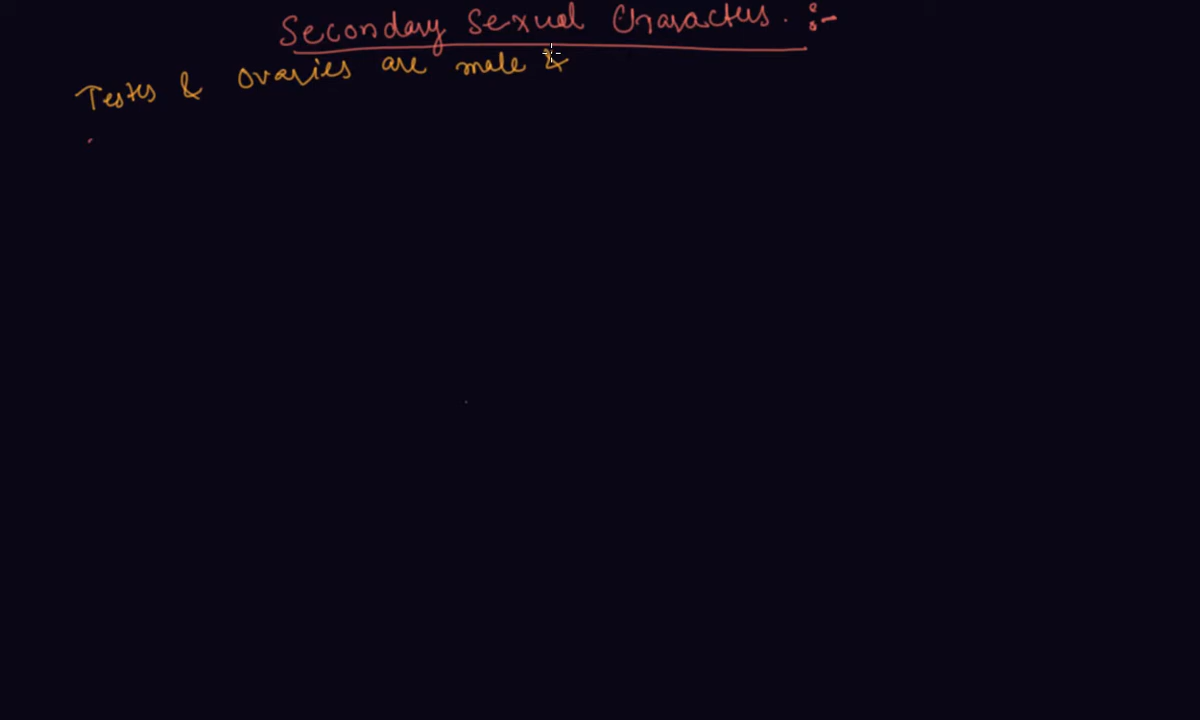 Secondary Sexual Characters. :-
Testes & Ovaries are male &